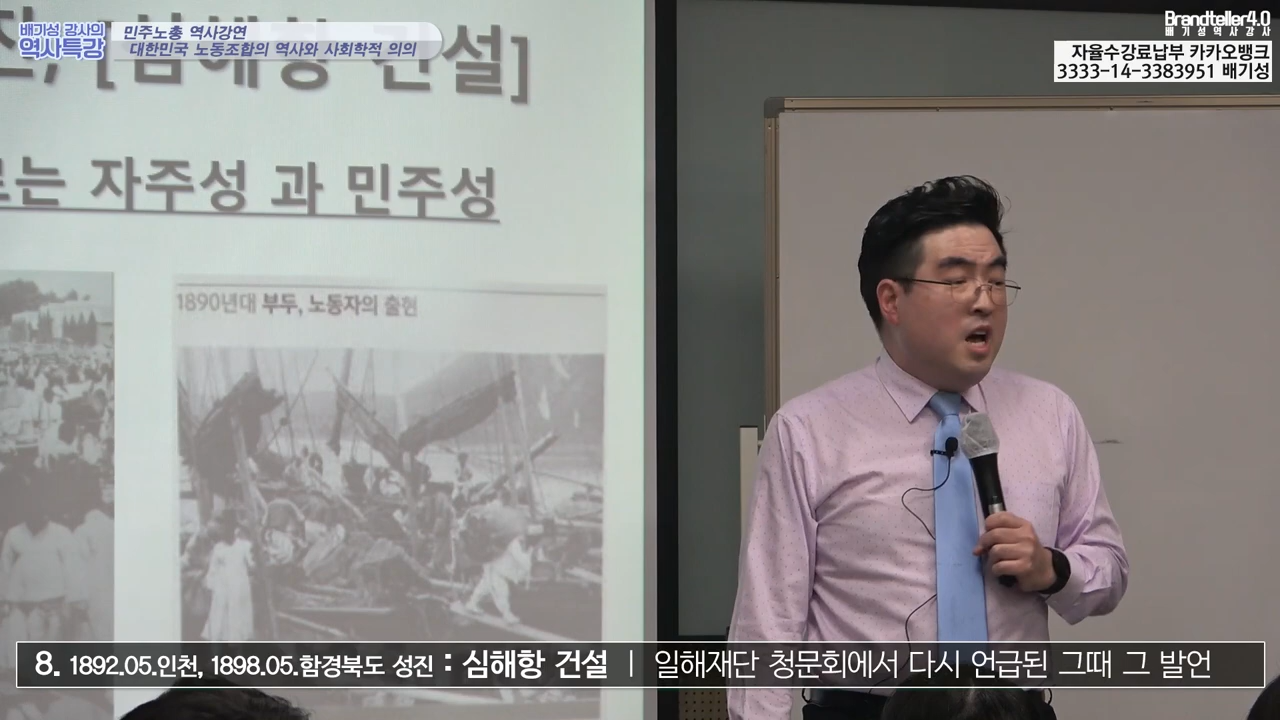 배기성 강사의
역사특강
민주노총 역사강연
대한민국 노동조합의 역사와 사회학적 의의
Brandteller4.0
배기성역사강사
자율수강료납부 카카오뱅크
3333-14-3383951 배기성
[심해항 건설]
는 자주성 과 민주성
1890년대 부두, 노동자의 출현
8. 1892.05.인천, 1898.05.함경북도 성진 : 심해항 건설 | 일해재단 청문회에서 다시 언급된 그때 그 발언